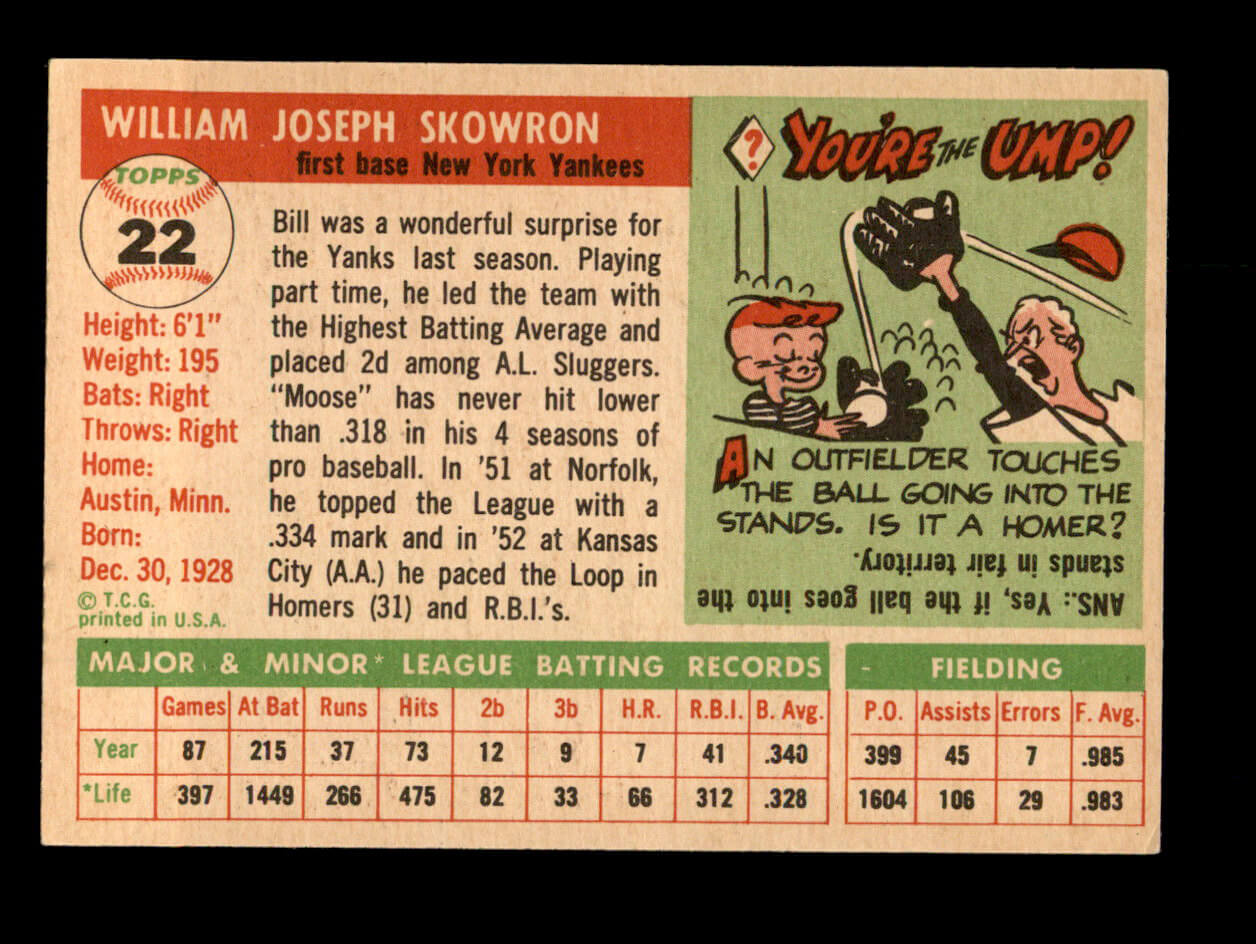 WILLIAM JOSEPH SKOWRON
first base New York Yankees
TOPPS
22
Height: 6'1"
Weight: 195
Bats: Right
Throws: Right
Home:
Austin, Minn.
Born:
Dec. 30, 1928
© T.C.G.
printed in U.S.A.
Bill was a wonderful surprise for
the Yanks last season. Playing
part time, he led the team with
the Highest Batting Average and
placed 2d among A.L. Sluggers.
"Moose" has never hit lower
than .318 in his 4 seasons of
pro baseball. In '51 at Norfolk,
he topped the League with a
.334 mark and in '52 at Kansas
City (A.A.) he paced the Loop in
Homers (31) and R.B.I.'s.
?
YOU'RE THE UMP!
AN OUTFIELDER TOUCHES
THE BALL GOING INTO THE
STANDS. IS IT A HOMER?
ANS.: Yes, if the ball goes into the
stands in fair territory.
MAJOR & MINOR* LEAGUE BATTING RECORDS
Games At Bat Runs Hits 2b 3b H.R. R.B.I. B. Avg.
Year 87 215 37 73 12 9 7 41 .340
*Life 397 1449 266 475 82 33 66 312 .328
- FIELDING
P.O. Assists Errors F. Avg.
399 45 7 .985
1604 106 29 .983